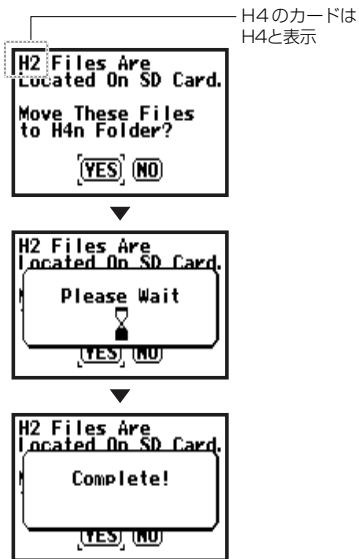 H4のカードは
H4と表示
H2 Files Are
Located On SD Card.
Move These Files
to H4n Folder?
YES NO
H2 Files Are
Located On SD Card.
Please Wait
YES NO
H2 Files Are
Located On SD Card.
Complete!
YES NO